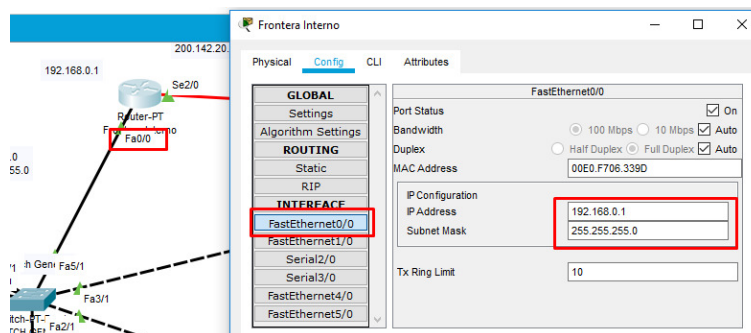 200.142.20.
192.168.0.1
Se2/0
Router-PT
Fa0/0
.0
55.0
Fa5/1
Fa3/1
Fa2/1
Frontera Interno
Physical Config CLI Attributes
GLOBAL
Settings
Algorithm Settings
ROUTING
Static
RIP
INTERFACE
FastEthernet0/0
FastEthernet1/0
Serial2/0
Serial3/0
FastEthernet4/0
FastEthernet5/0
FastEthernet0/0
Port Status On
Bandwidth 100 Mbps 10 Mbps Auto
Duplex Half Duplex Full Duplex Auto
MAC Address 00E0.F706.339D
IP Configuration
IP Address 192.168.0.1
Subnet Mask 255.255.255.0
Tx Ring Limit 10